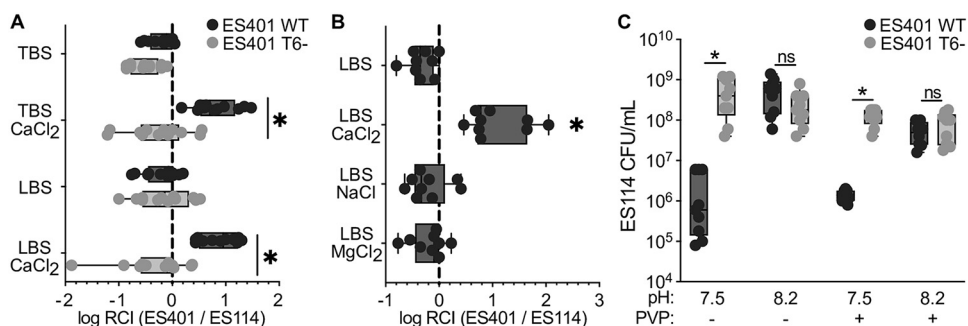 A
ES401 WT
ES401 T6-
TBS
TBS
CaCl2
LBS
LBS
CaCl2
*
*
-2 -1 0 1 2
log RCI (ES401 / ES114)
B
LBS
LBS
CaCl2
LBS
NaCl
LBS
MgCl2
*
-2 -1 0 1 2 3
log RCI (ES401 / ES114)
C
ES401 WT
ES401 T6-
ES114 CFU/mL
10^10
10^9
10^8
10^7
10^6
10^5
10^4
* ns * ns
pH: 7.5 8.2 7.5 8.2
PVP: - - + +